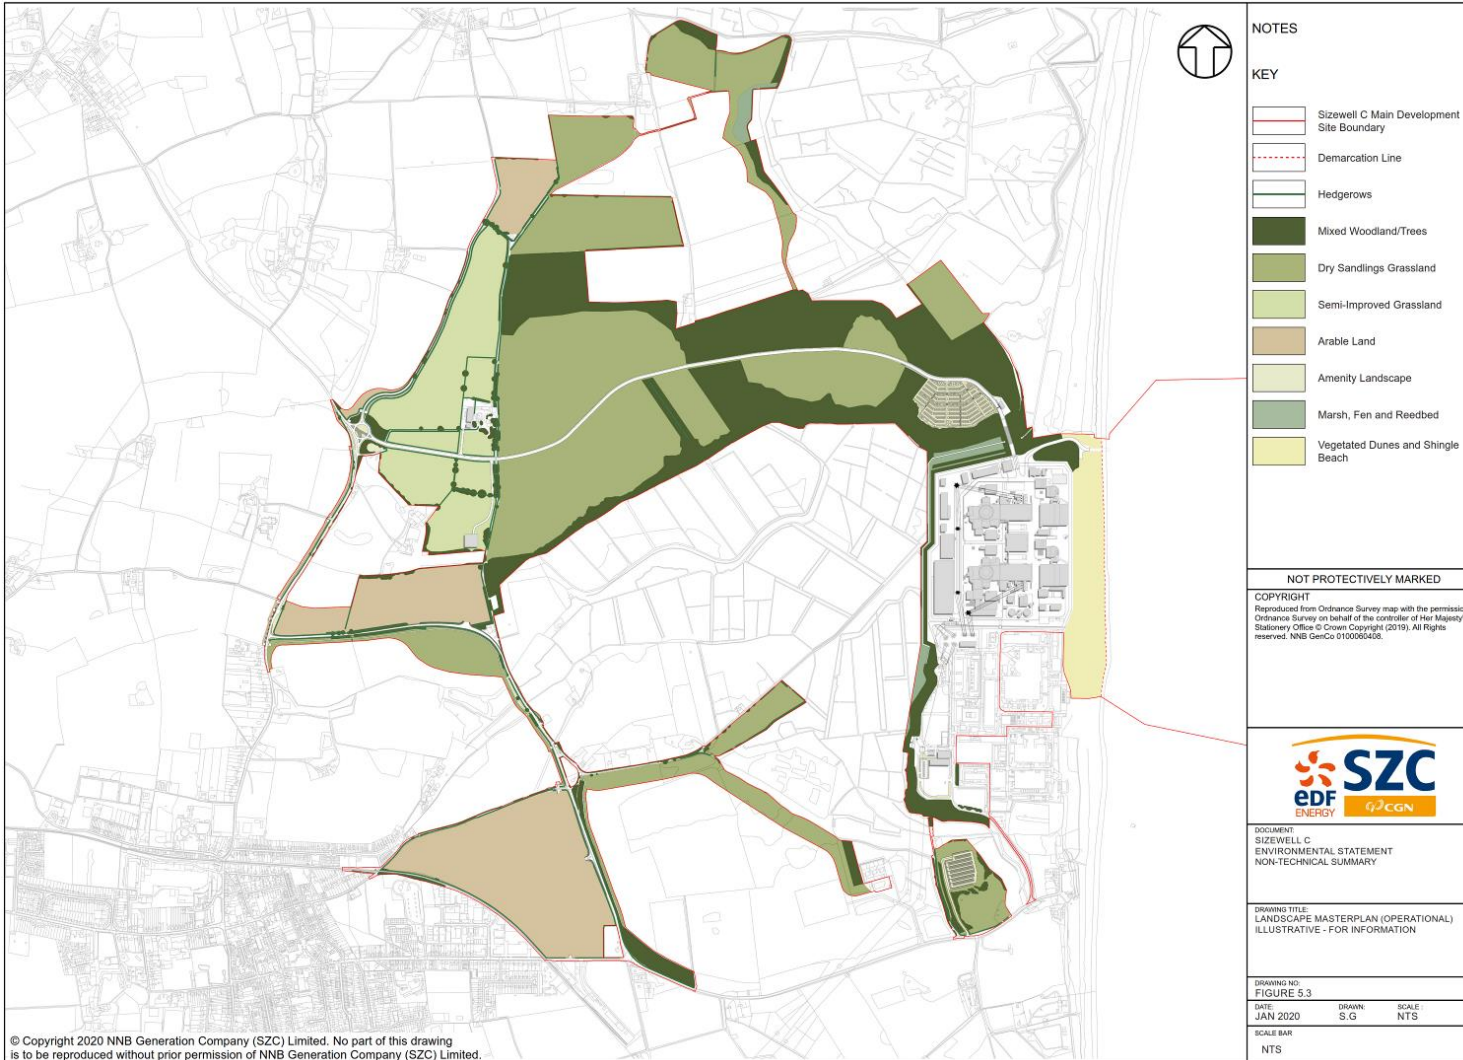 NOTES
KEY
Sizewell C Main Development
Site Boundary
Demarcation Line
Hedgerows
Mixed Woodland/Trees
Dry Sandlings Grassland
Semi-Improved Grassland
Arable Land
Amenity Landscape
Marsh, Fen and Reedbed
Vegetated Dunes and Shingle
Beach
NOT PROTECTIVELY MARKED
COPYRIGHT
Reproduced from Ordnance Survey map with the permissio
Ordnance Survey on behalf of the controller of Her Majesty'
Stationery Office © Crown Copyright (2019). All Rights
reserved. NNB GenCo 0100060408.
eDF
ENERGY
SZC
CGN
DOCUMENT:
SIZEWELL C
ENVIRONMENTAL STATEMENT
NON-TECHNICAL SUMMARY
DRAWING TITLE:
LANDSCAPE MASTERPLAN (OPERATIONAL)
ILLUSTRATIVE - FOR INFORMATION
DRAWING NO:
FIGURE 5.3
DATE: DRAWN: SCALE :
JAN 2020 S.G NTS
SCALE BAR
NTS
© Copyright 2020 NNB Generation Company (SZC) Limited. No part of this drawing
is to be reproduced without prior permission of NNB Generation Company (SZC) Limited.